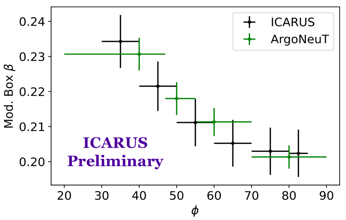 0.24
0.23
0.22
0.21
0.20
Mod. Box β
ICARUS
ArgoNeuT
ICARUS
Preliminary
20 30 40 50 60 70 80 90
ϕ